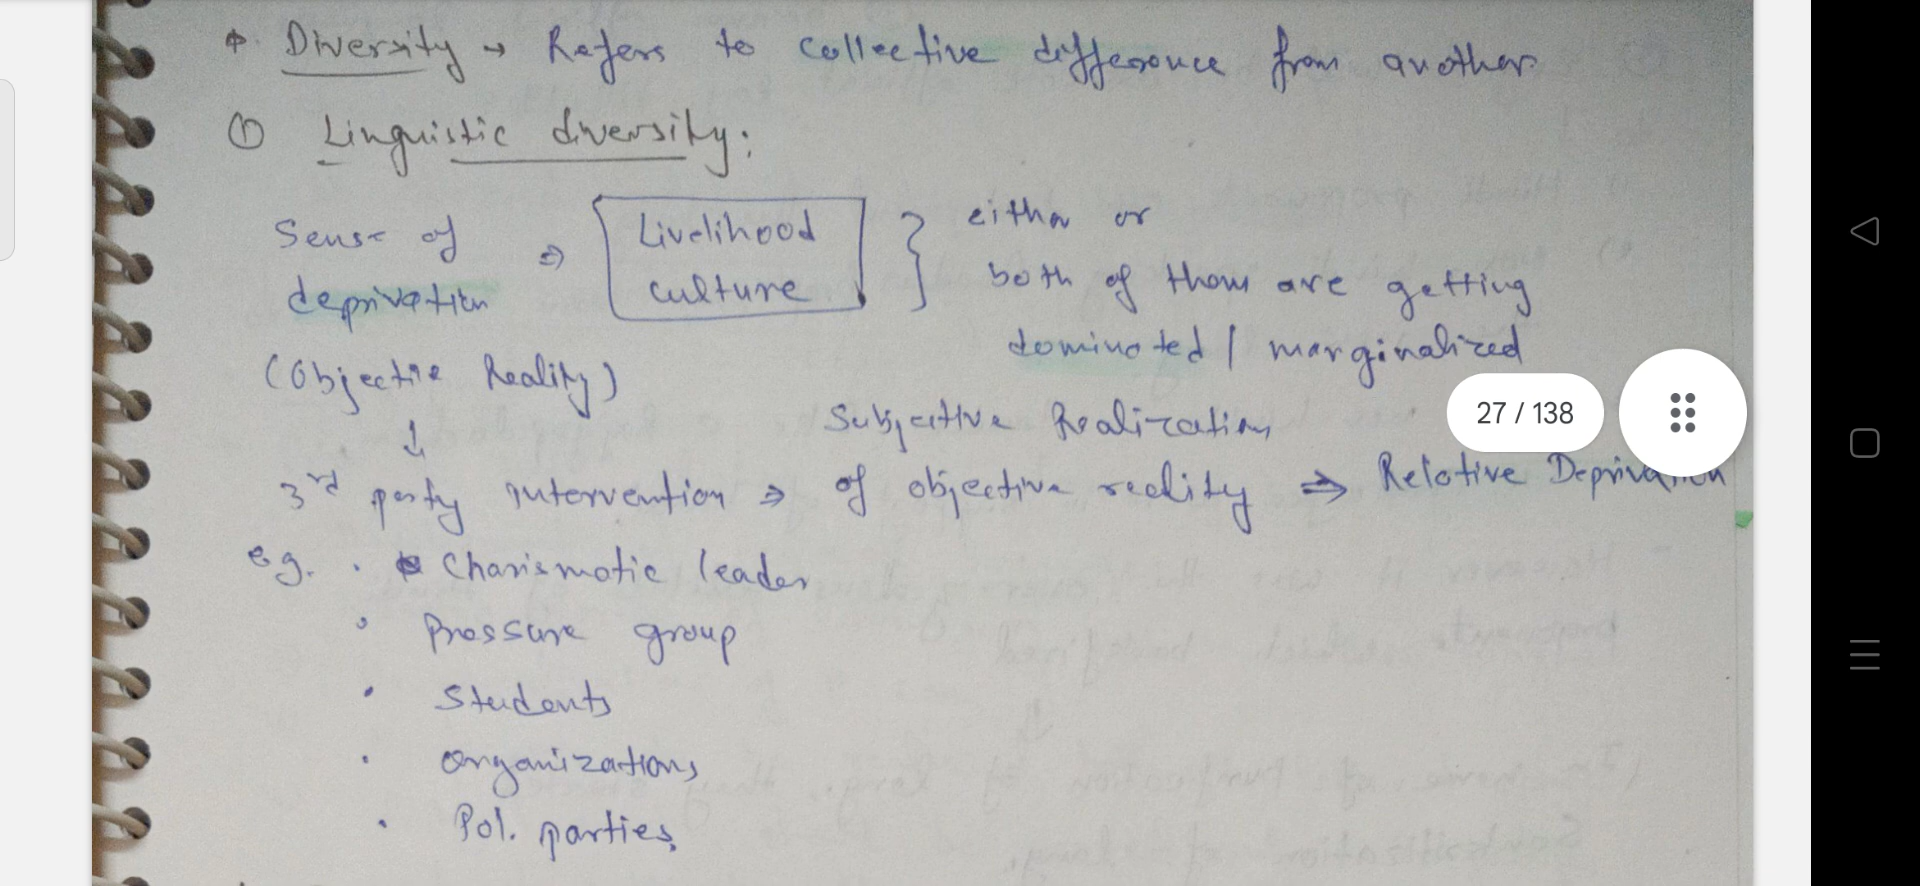 * Diversity → Refers to collective difference from another
① Linguistic diversity:
Sense of deprivation ⇒ Livelihood culture } either or
both of them are getting
dominated / marginalized
(Objective Reality)
↓
Subjective Realization
3rd party intervention ⇒ of objective reality ⇒ Relative Deprivation
e.g. • Charismatic leader
• Pressure group
• Students
• Organizations
• Pol. parties
27 / 138